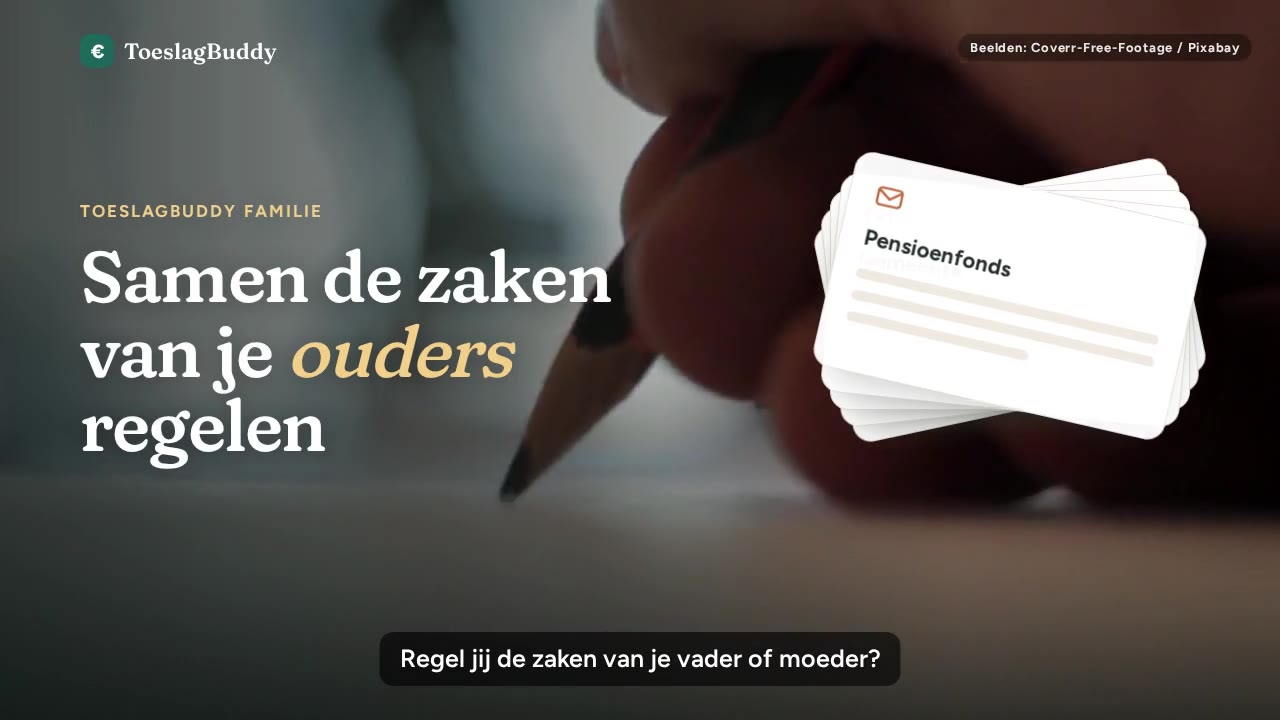 € ToeslagBuddy
Beelden: Coverr-Free-Footage / Pixabay
TOESLAGBUDDY FAMILIE
Samen de zaken
van je ouders
regelen
Pensioenfonds
Regel jij de zaken van je vader of moeder?